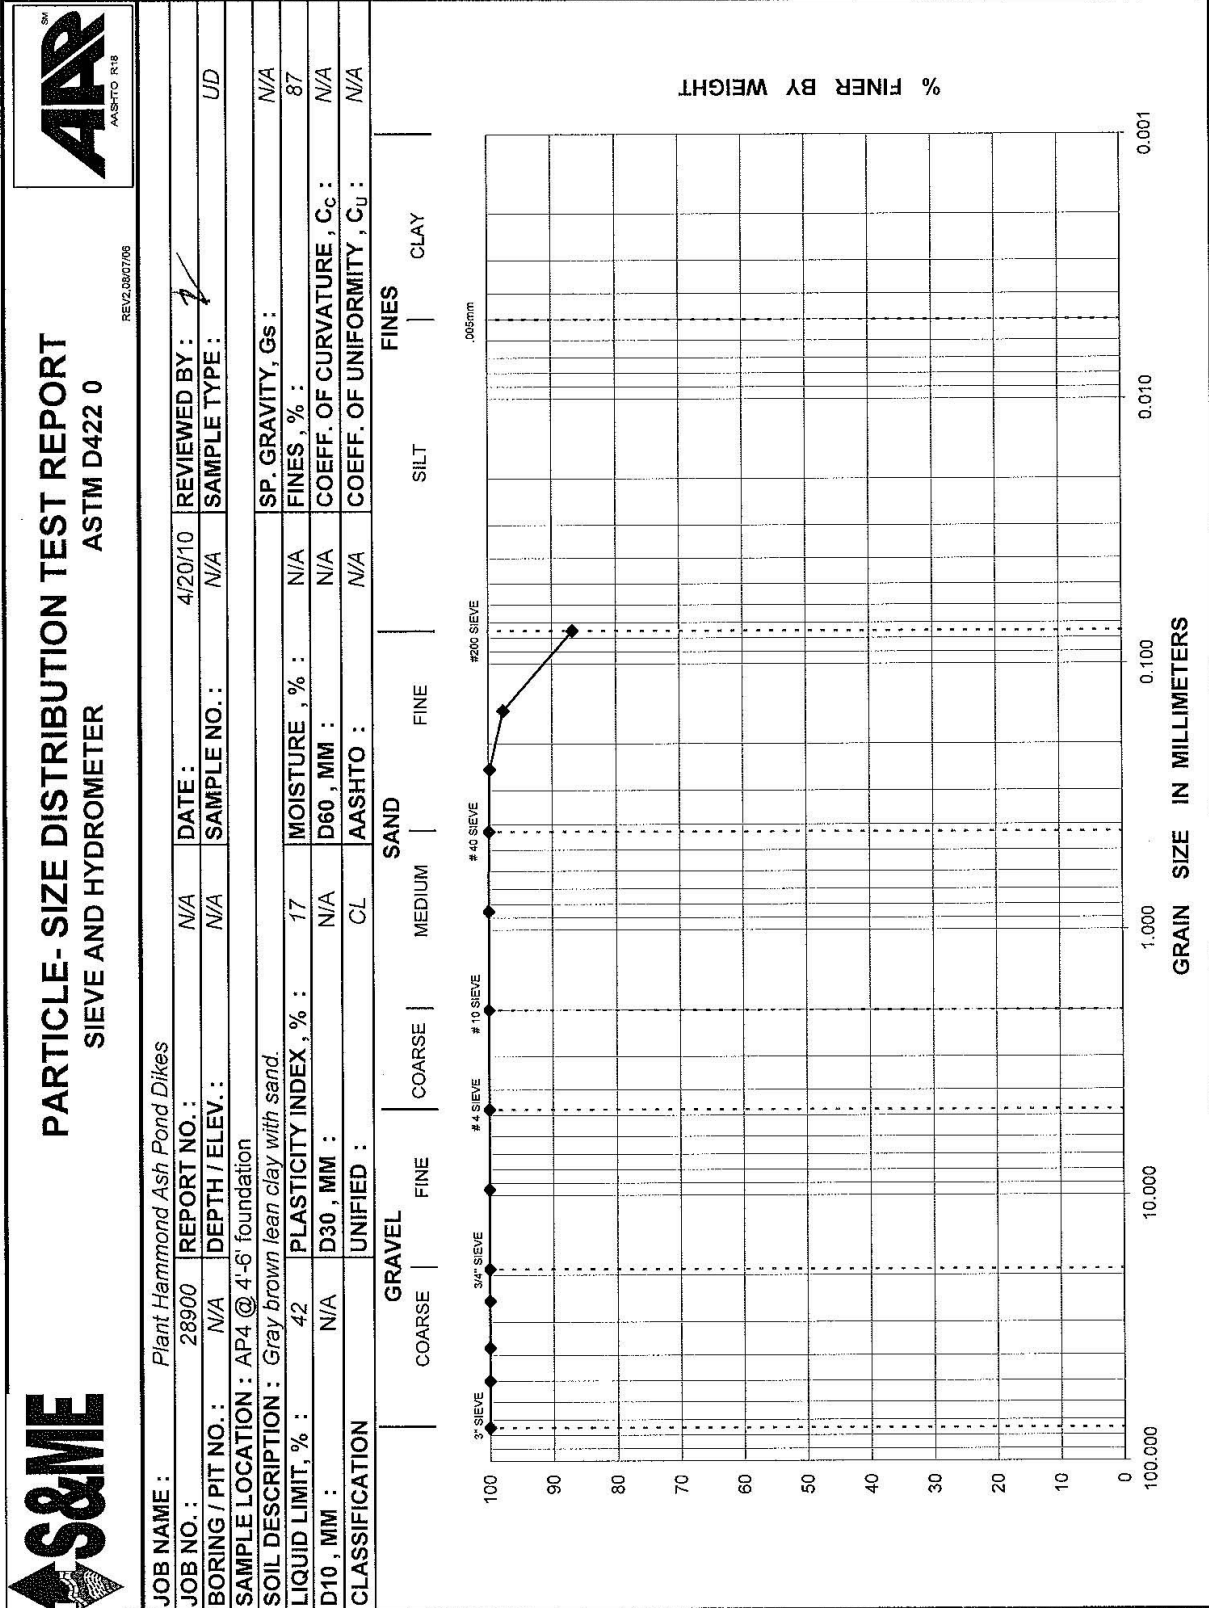 S&ME
PARTICLE- SIZE DISTRIBUTION TEST REPORT
SIEVE AND HYDROMETER ASTM D422 0
AAP SM
AASHTO R18
REV2,08/07/06
JOB NAME : Plant Hammond Ash Pond Dikes
JOB NO. : 28900 REPORT NO. : N/A DATE : 4/20/10 REVIEWED BY :
BORING / PIT NO. : N/A DEPTH / ELEV. : N/A SAMPLE NO. : N/A SAMPLE TYPE : UD
SAMPLE LOCATION : AP4 @ 4'-6' foundation
SOIL DESCRIPTION : Gray brown lean clay with sand. SP. GRAVITY, Gs : N/A
LIQUID LIMIT, % : 42 PLASTICITY INDEX , % : 17 MOISTURE , % : N/A FINES , % : 87
D10 , MM : N/A D30 , MM : N/A D60 , MM : N/A COEFF. OF CURVATURE , CC : N/A
CLASSIFICATION UNIFIED : CL AASHTO : N/A COEFF. OF UNIFORMITY , CU : N/A
GRAVEL SAND FINES
COARSE FINE COARSE MEDIUM FINE SILT CLAY
3" SIEVE 3/4" SIEVE # 4 SIEVE # 10 SIEVE # 40 SIEVE #200 SIEVE .005mm
100
90
80
70
60
50
40
30
20
10
0
% FINER BY WEIGHT
100.000 10.000 1.000 0.100 0.010 0.001
GRAIN SIZE IN MILLIMETERS